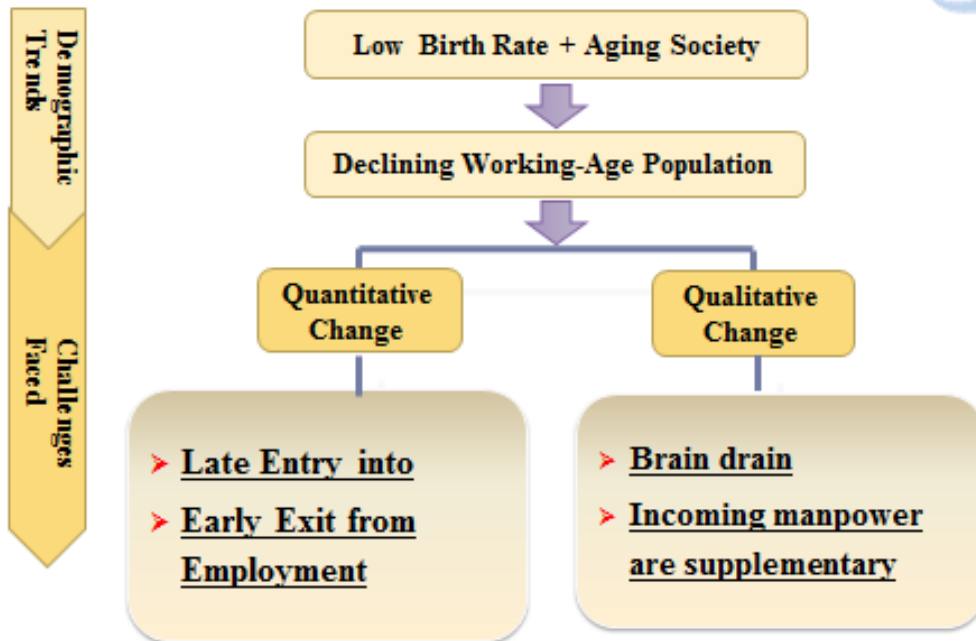 Demographic
Trends
Low Birth Rate + Aging Society
Declining Working-Age Population
Challenges
Faced
Quantitative
Change
Qualitative
Change
➢ Late Entry into
➢ Early Exit from
Employment
➢ Brain drain
➢ Incoming manpower
are supplementary